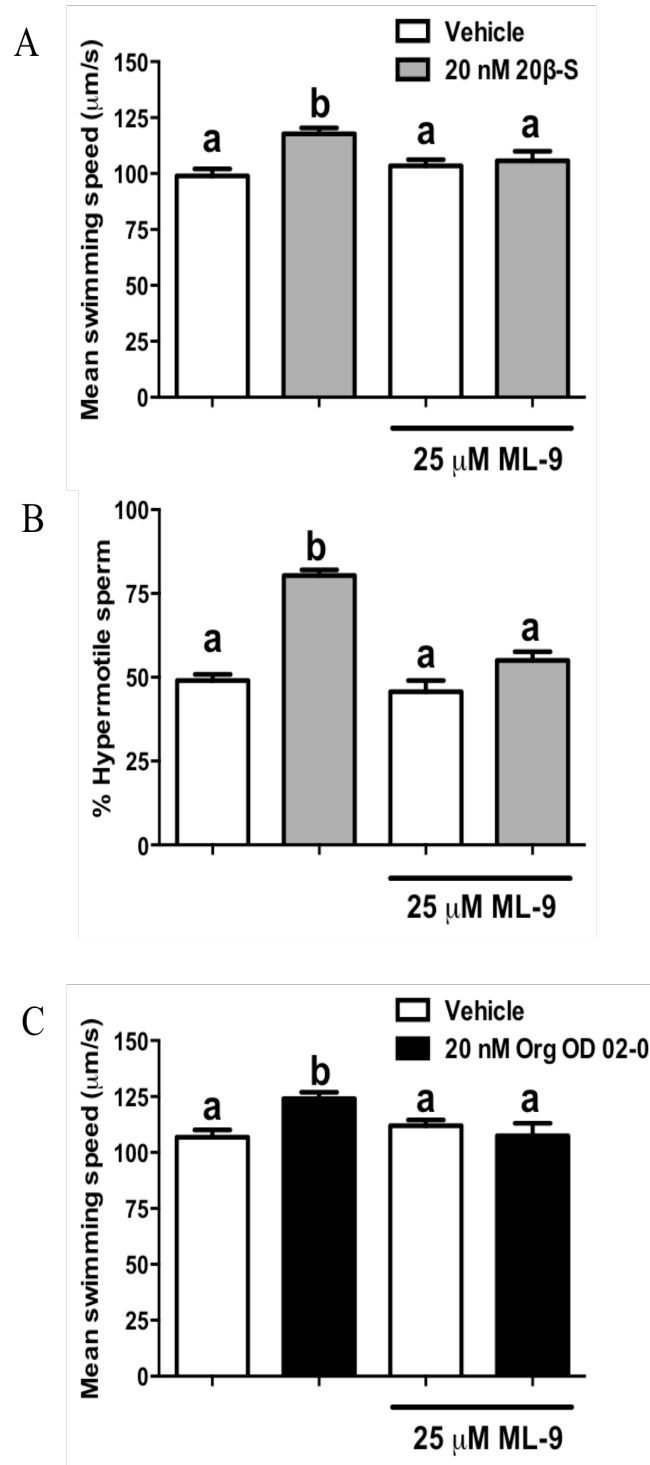 A
Vehicle
20 nM 20β-S
Mean swimming speed (μm/s)
150
125
100
75
50
25
0
a
b
a
a
25 μM ML-9
B
% Hypermotile sperm
100
75
50
25
0
a
b
a
a
25 μM ML-9
C
Vehicle
20 nM Org OD 02-0
Mean swimming speed (μm/s)
150
125
100
75
50
25
0
a
b
a
a
25 μM ML-9